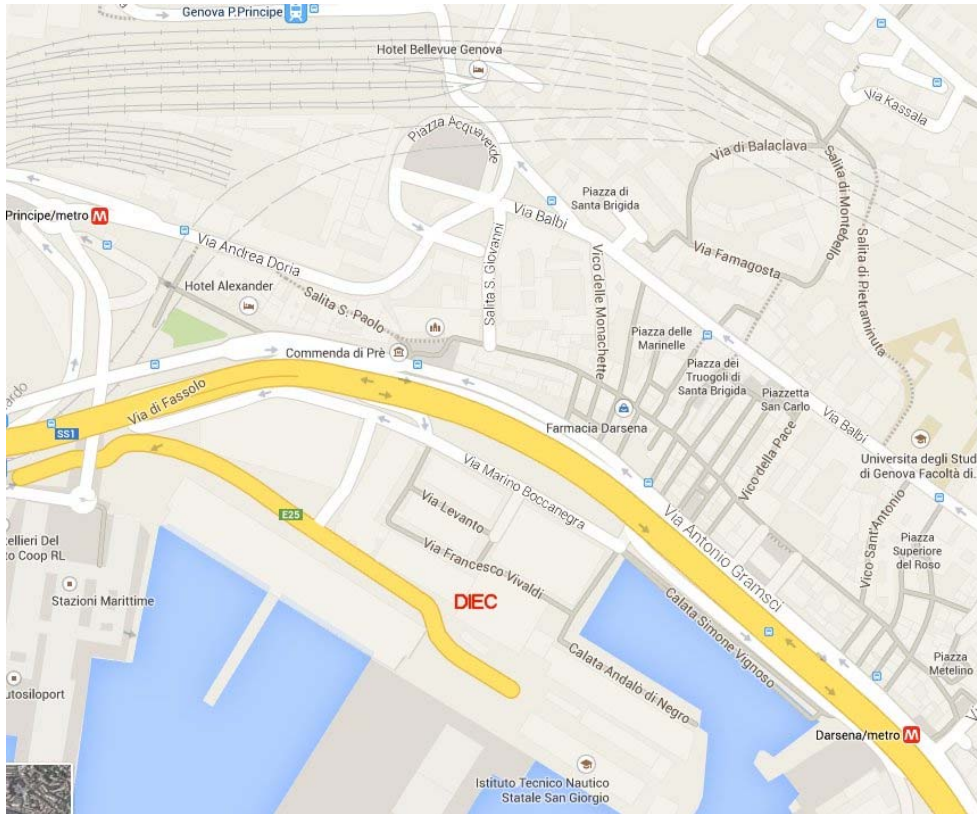 Genova P.Principe
Hotel Bellevue Genova
Via Kassala
Piazza Acquaverde
Via di Balaclava
Salita di Montebello
Piazza di
Santa Brigida
Principe/metro
Via Balbi
Via Andrea Doria
Salita S. Giovanni
Vico delle Monachette
Via Famagosta
Salita di Pietraminuta
Hotel Alexander
Salita S. Paolo
Piazza delle
Marinelle
Commenda di Prè
Piazza dei
Truogoli di
Santa Brigida
Piazzetta
San Carlo
Via di Fassolo
SS1
Farmacia Darsena
Via Balbi
Vico della Pace
Universita degli Stud
di Genova Facoltà di..
Via Marino Boccanegra
Via Levanto
E25
Via Antonio Gramsci
Vico Sant'Antonio
Piazza
Superiore
del Roso
tellieri Del
o Coop RL
Via Francesco Vivaldi
Stazioni Marittime
DIEC
Calata Simone Vignoso
Calata Andalò di Negro
Piazza
Metelino
utosiloport
Darsena/metro
Istituto Tecnico Nautico
Statale San Giorgio